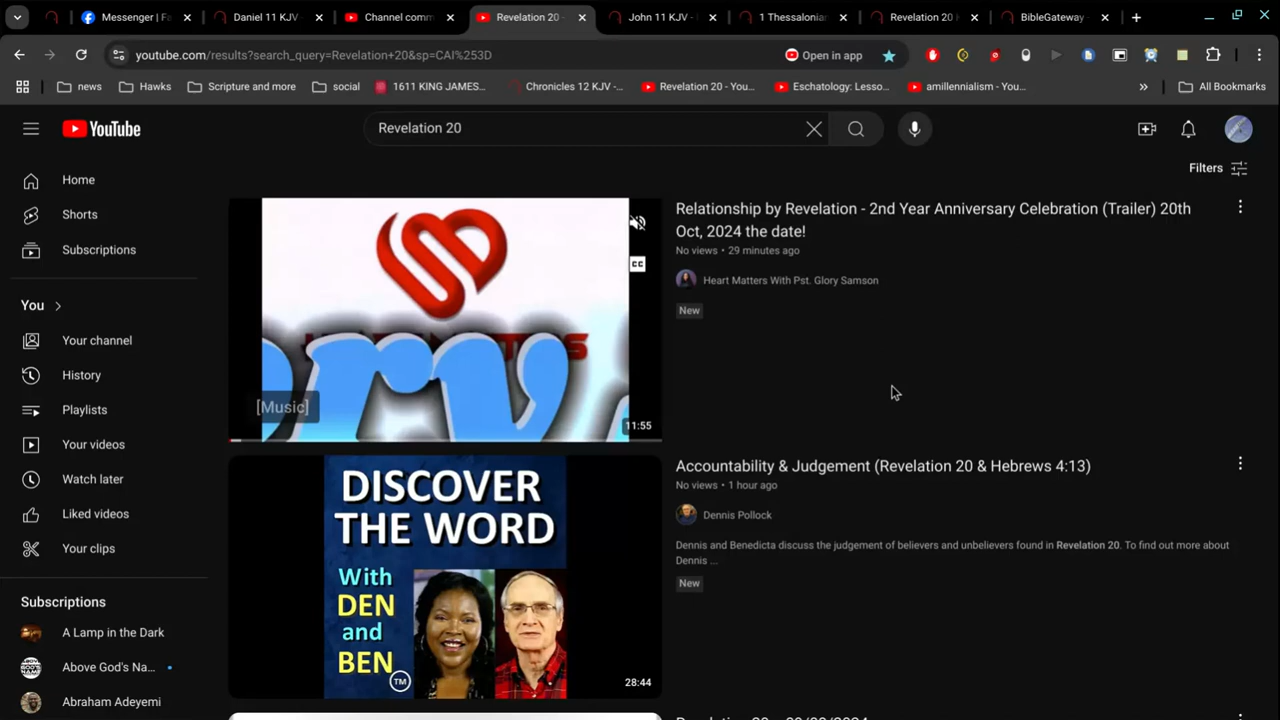 Messenger | Fa
Daniel 11 KJV
Channel comm
Revelation 20 -
John 11 KJV -
1 Thessalonian
Revelation 20 K
BibleGateway -
youtube.com/results?search_query=Revelation+20&sp=CAI%253D
Open in app
news
Hawks
Scripture and more
social
1611 KING JAMES...
Chronicles 12 KJV -...
Revelation 20 - You...
Eschatology: Lesso...
amillennialism - You...
All Bookmarks
YouTube
Revelation 20
Filters
Home
Shorts
Subscriptions
You
Your channel
History
Playlists
Your videos
Watch later
Liked videos
Your clips
Subscriptions
A Lamp in the Dark
Above God's Na...
Abraham Adeyemi
CC
[Music]
11:55
Relationship by Revelation - 2nd Year Anniversary Celebration (Trailer) 20th
Oct, 2024 the date!
No views • 29 minutes ago
Heart Matters With Pst. Glory Samson
New
DISCOVER
THE WORD
With
DEN
and
BEN
TM
28:44
Accountability & Judgement (Revelation 20 & Hebrews 4:13)
No views • 1 hour ago
Dennis Pollock
Dennis and Benedicta discuss the judgement of believers and unbelievers found in Revelation 20. To find out more about
Dennis ...
New